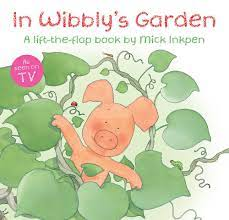 In Wibbly's Garden
A lift-the-flap book by Mick Inkpen
As
seen on
TV